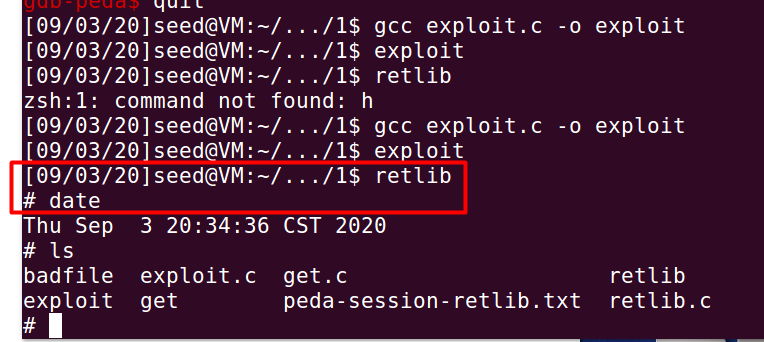 gdb-peda$ quit
[09/03/20]seed@VM:~/.../1$ gcc exploit.c -o exploit
[09/03/20]seed@VM:~/.../1$ exploit
[09/03/20]seed@VM:~/.../1$ retlib
zsh:1: command not found: h
[09/03/20]seed@VM:~/.../1$ gcc exploit.c -o exploit
[09/03/20]seed@VM:~/.../1$ exploit
[09/03/20]seed@VM:~/.../1$ retlib
# date
Thu Sep  3 20:34:36 CST 2020
# ls
badfile  exploit.c  get.c                    retlib
exploit  get        peda-session-retlib.txt  retlib.c
#